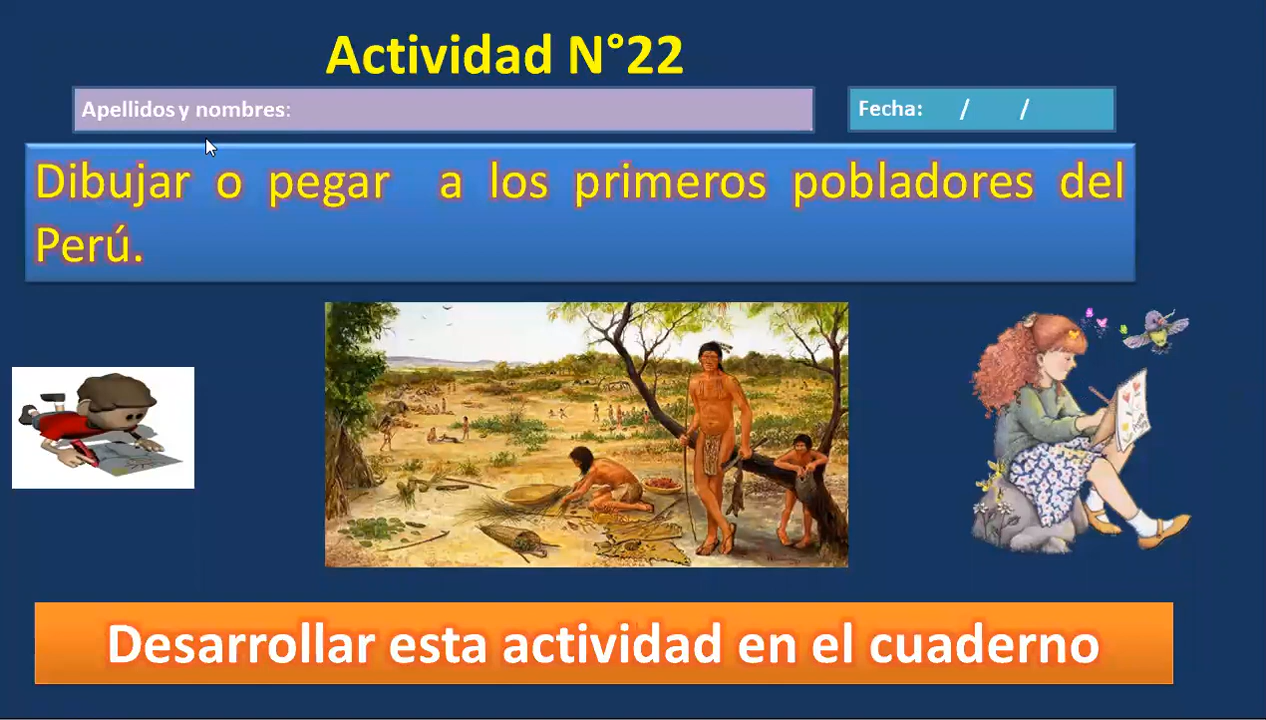 Actividad N°22
Apellidos y nombres:
Fecha: / /
Dibujar o pegar a los primeros pobladores del
Perú.
Desarrollar esta actividad en el cuaderno